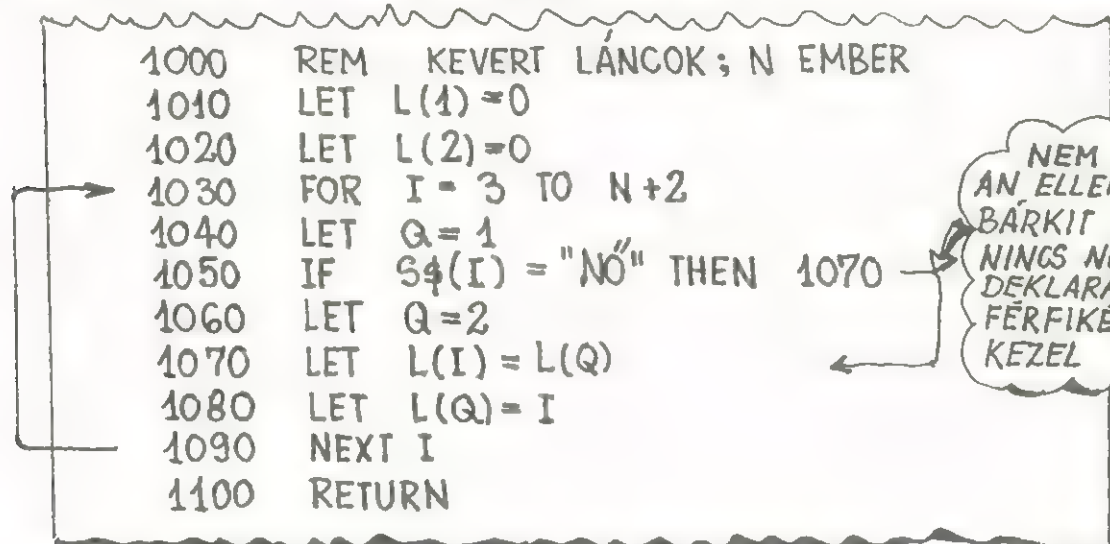 1000 REM KEVERT LÁNCOK; N EMBER
1010 LET L(1)=0
1020 LET L(2)=0
1030 FOR I = 3 TO N+2
1040 LET Q = 1
1050 IF S$(I) = "NŐ" THEN 1070
1060 LET Q=2
1070 LET L(I) = L(Q)
1080 LET L(Q) = I
1090 NEXT I
1100 RETURN
NEM
BÁRKIT
NINCS
KEZEL